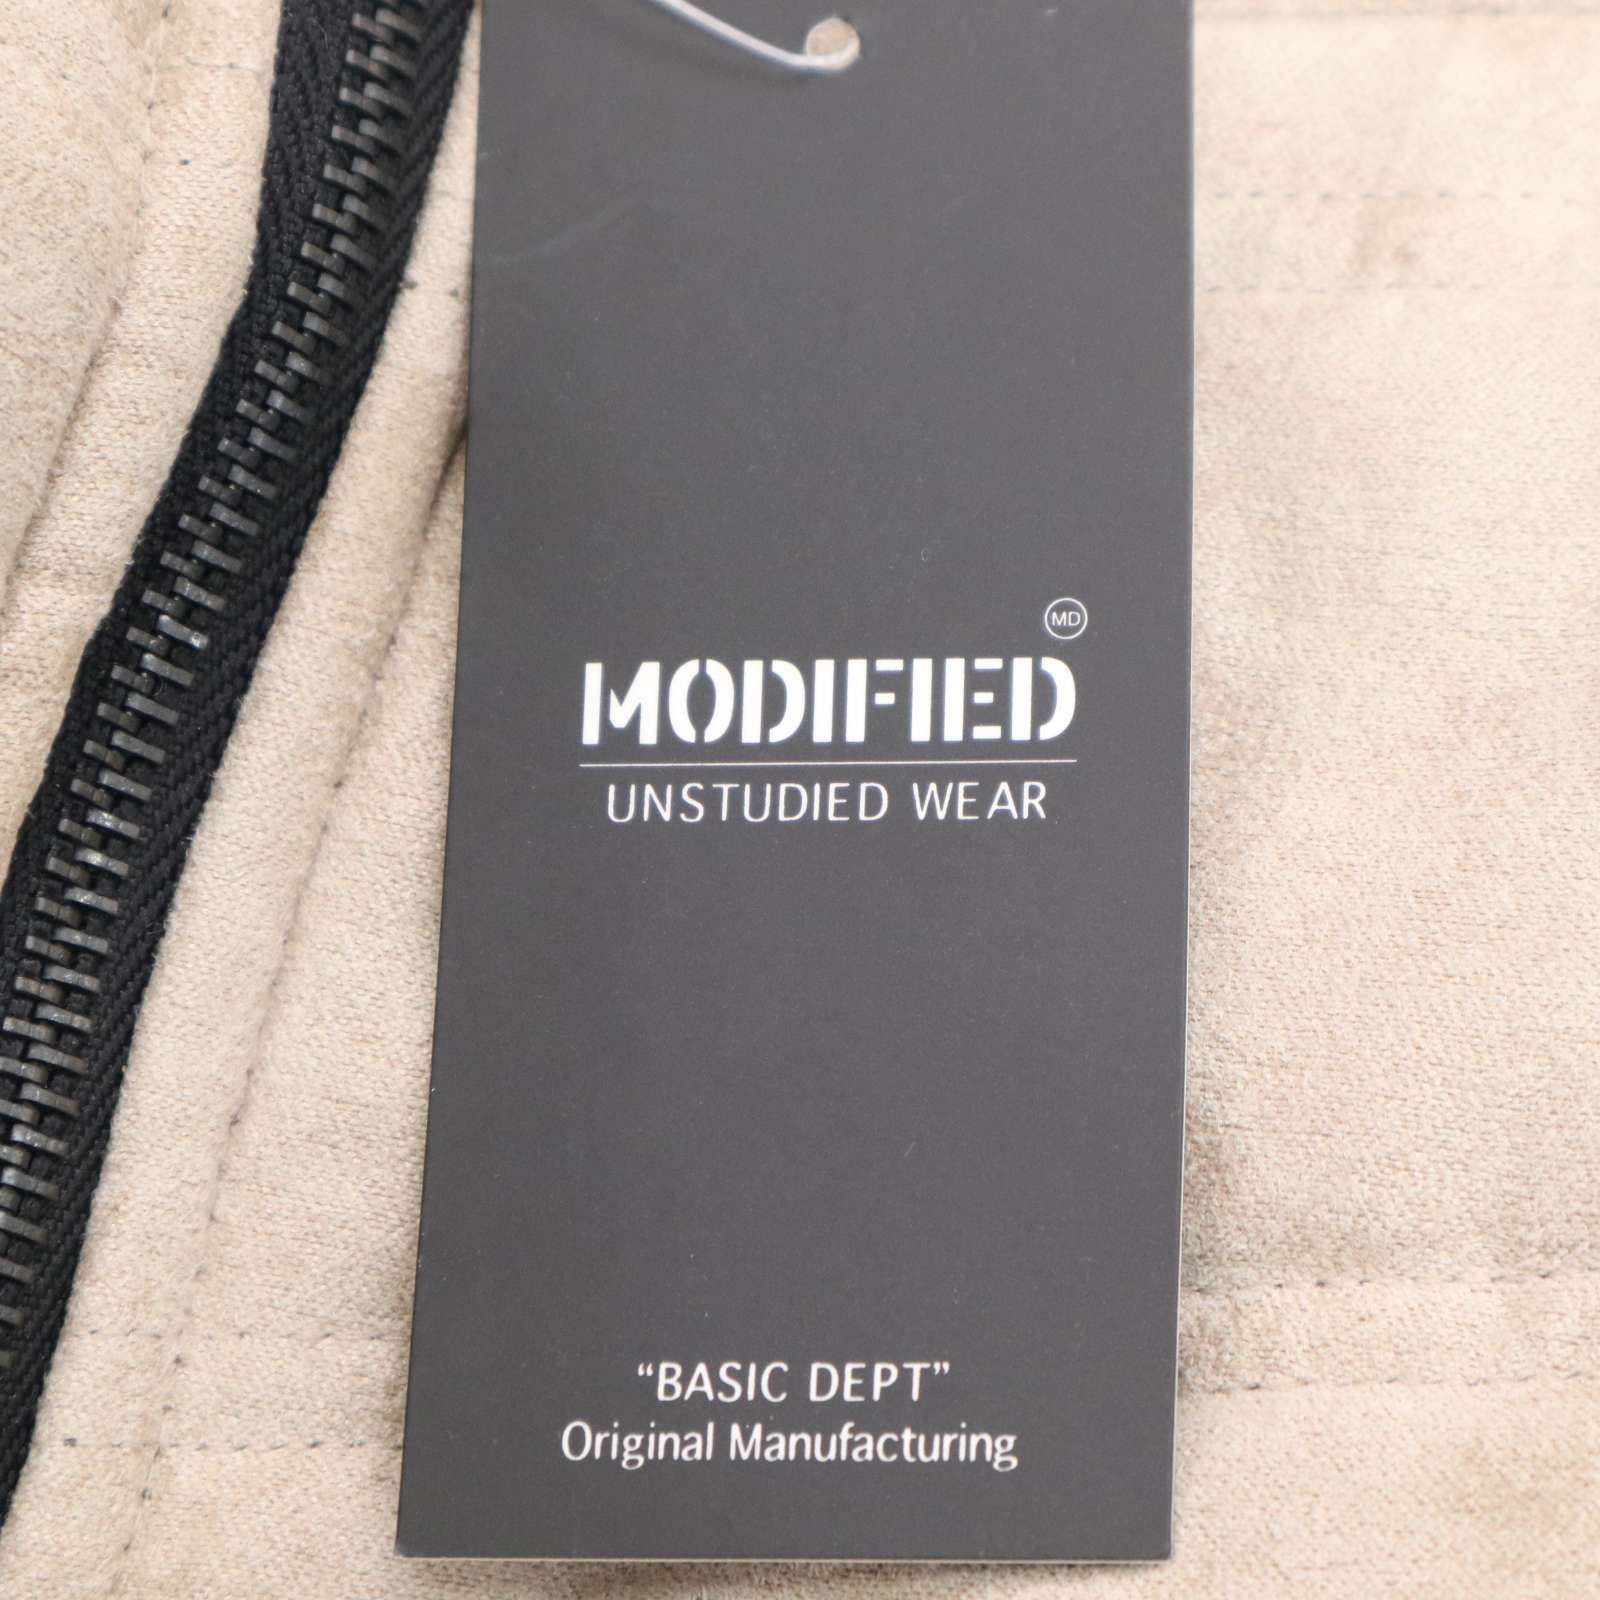 MD
MODIFIED
UNSTUDIED WEAR
“BASIC DEPT”
Original Manufacturing